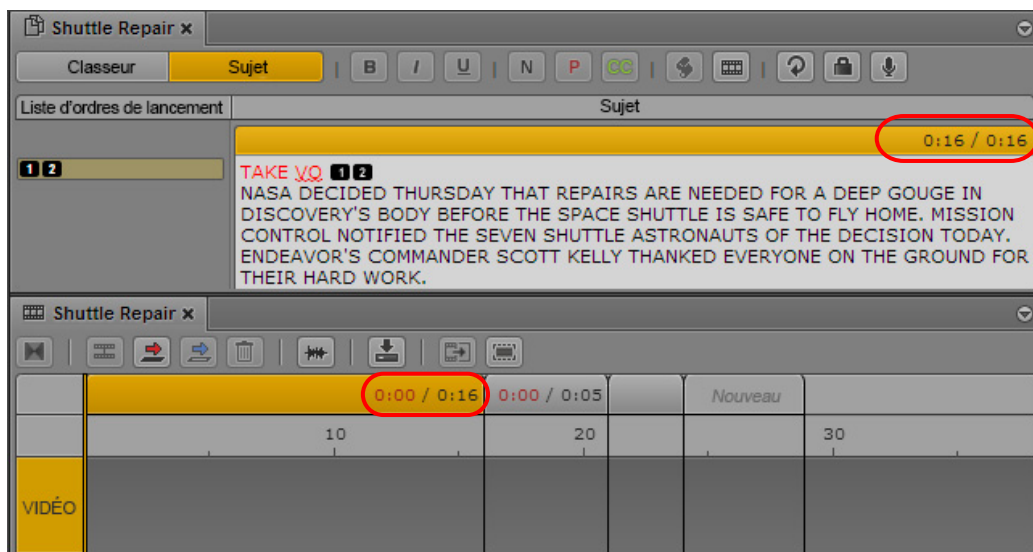 Shuttle Repair x
Classeur Sujet | B I U | N P CC |
Liste d'ordres de lancement Sujet
0:16 / 0:16
1 2
TAKE VO 1 2
NASA DECIDED THURSDAY THAT REPAIRS ARE NEEDED FOR A DEEP GOUGE IN
DISCOVERY'S BODY BEFORE THE SPACE SHUTTLE IS SAFE TO FLY HOME. MISSION
CONTROL NOTIFIED THE SEVEN SHUTTLE ASTRONAUTS OF THE DECISION TODAY.
ENDEAVOR'S COMMANDER SCOTT KELLY THANKED EVERYONE ON THE GROUND FOR
THEIR HARD WORK.
Shuttle Repair x
0:00 / 0:16 0:00 / 0:05 Nouveau
10 20 30
VIDÉO